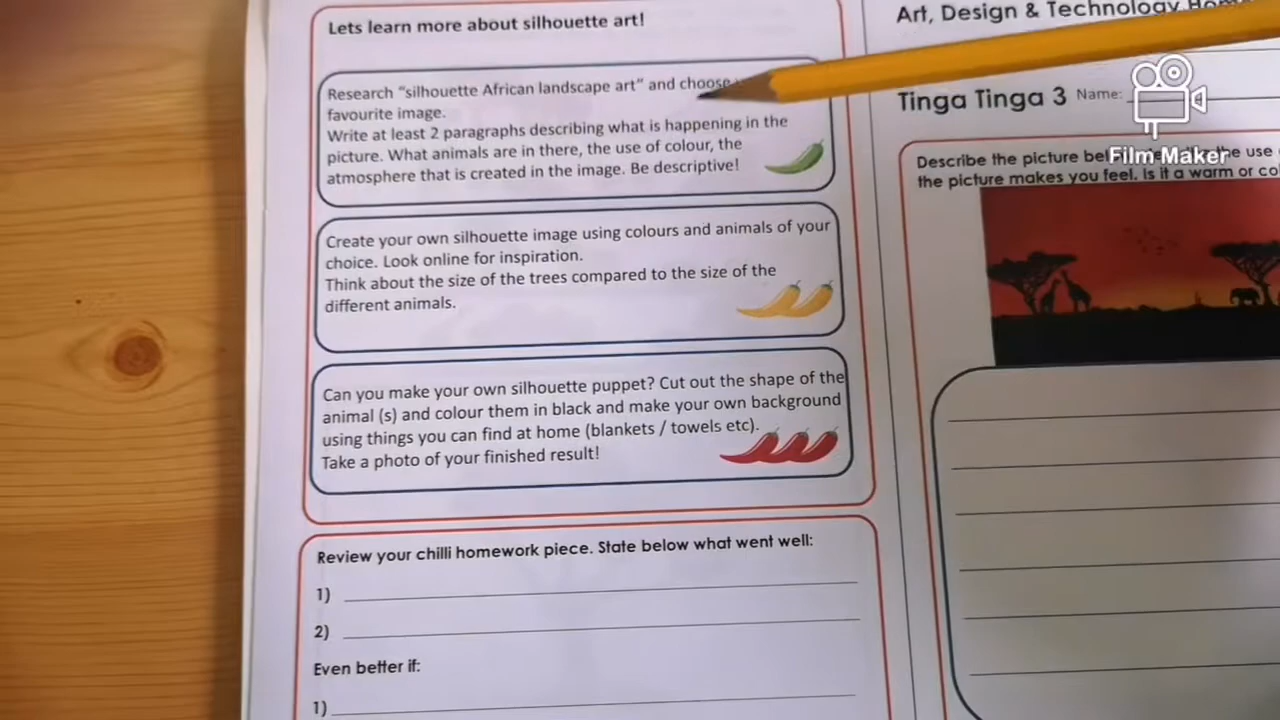 Lets learn more about silhouette art!
Research “silhouette African landscape art” and choose
favourite image.
Write at least 2 paragraphs describing what is happening in the
picture. What animals are in there, the use of colour, the
atmosphere that is created in the image. Be descriptive!
Create your own silhouette image using colours and animals of your
choice. Look online for inspiration.
Think about the size of the trees compared to the size of the
different animals.
Can you make your own silhouette puppet? Cut out the shape of the
animal (s) and colour them in black and make your own background
using things you can find at home (blankets / towels etc).
Take a photo of your finished result!
Review your chilli homework piece. State below what went well:
1)
2)
Even better if:
1)
Art, Design & Technology
Tinga Tinga 3 Name:
Describe the picture the use
the picture makes you feel. Is it a warm or
Film Maker